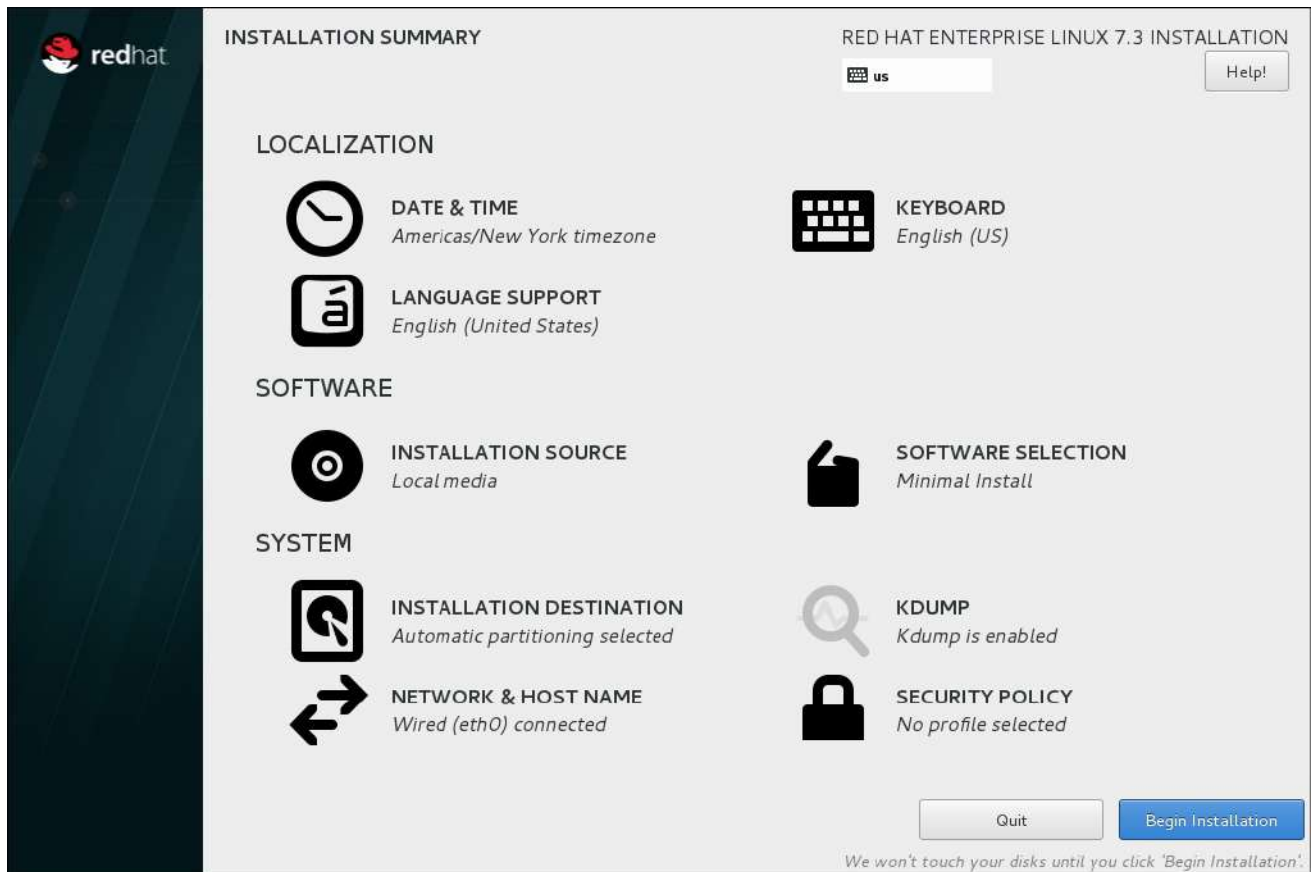 redhat
INSTALLATION SUMMARY
RED HAT ENTERPRISE LINUX 7.3 INSTALLATION
us
Help!
LOCALIZATION
DATE & TIME
Americas/New York timezone
KEYBOARD
English (US)
á
LANGUAGE SUPPORT
English (United States)
SOFTWARE
INSTALLATION SOURCE
Local media
SOFTWARE SELECTION
Minimal Install
SYSTEM
INSTALLATION DESTINATION
Automatic partitioning selected
KDUMP
Kdump is enabled
NETWORK & HOST NAME
Wired (eth0) connected
SECURITY POLICY
No profile selected
Quit
Begin Installation
We won't touch your disks until you click 'Begin Installation'.